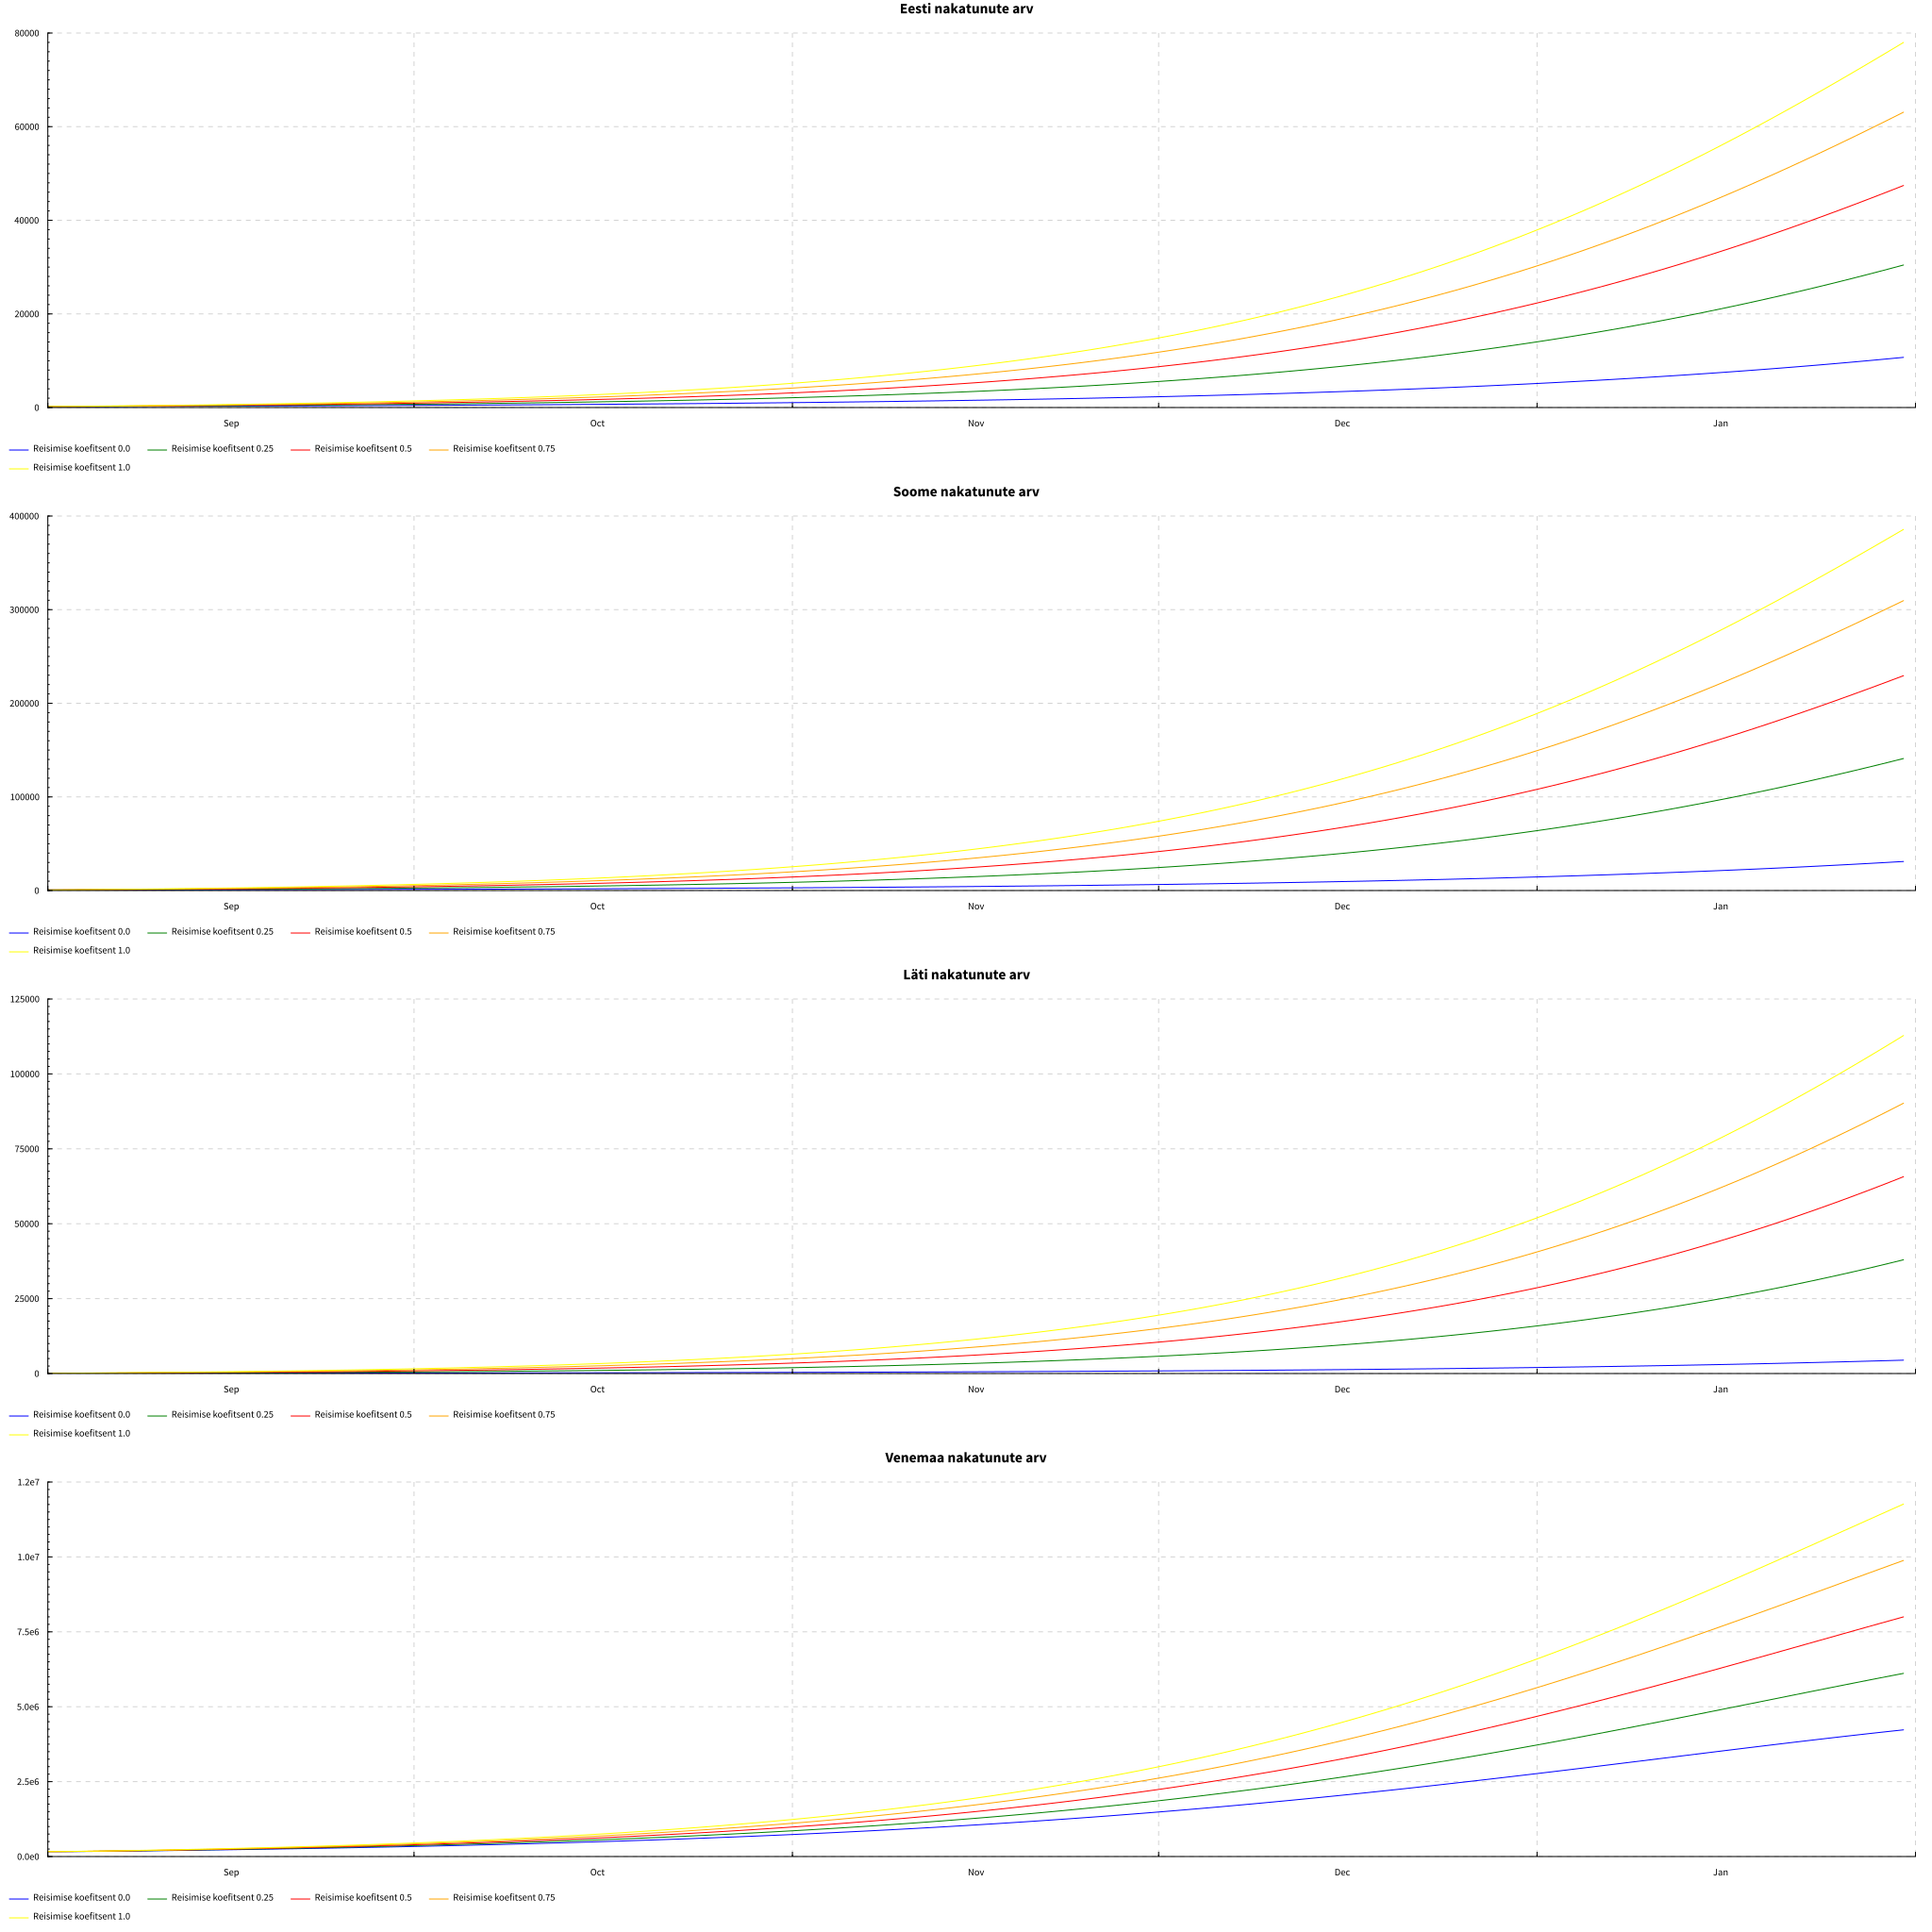 Eesti nakatunute arv
80000
60000
40000
20000
0
Sep Oct Nov Dec Jan
Reisimise koefitsent 0.0 Reisimise koefitsent 0.25 Reisimise koefitsent 0.5 Reisimise koefitsent 0.75
Reisimise koefitsent 1.0
Soome nakatunute arv
400000
300000
200000
100000
0
Sep Oct Nov Dec Jan
Reisimise koefitsent 0.0 Reisimise koefitsent 0.25 Reisimise koefitsent 0.5 Reisimise koefitsent 0.75
Reisimise koefitsent 1.0
Läti nakatunute arv
125000
100000
75000
50000
25000
0
Sep Oct Nov Dec Jan
Reisimise koefitsent 0.0 Reisimise koefitsent 0.25 Reisimise koefitsent 0.5 Reisimise koefitsent 0.75
Reisimise koefitsent 1.0
Venemaa nakatunute arv
1.2e7
1.0e7
7.5e6
5.0e6
2.5e6
0.0e0
Sep Oct Nov Dec Jan
Reisimise koefitsent 0.0 Reisimise koefitsent 0.25 Reisimise koefitsent 0.5 Reisimise koefitsent 0.75
Reisimise koefitsent 1.0